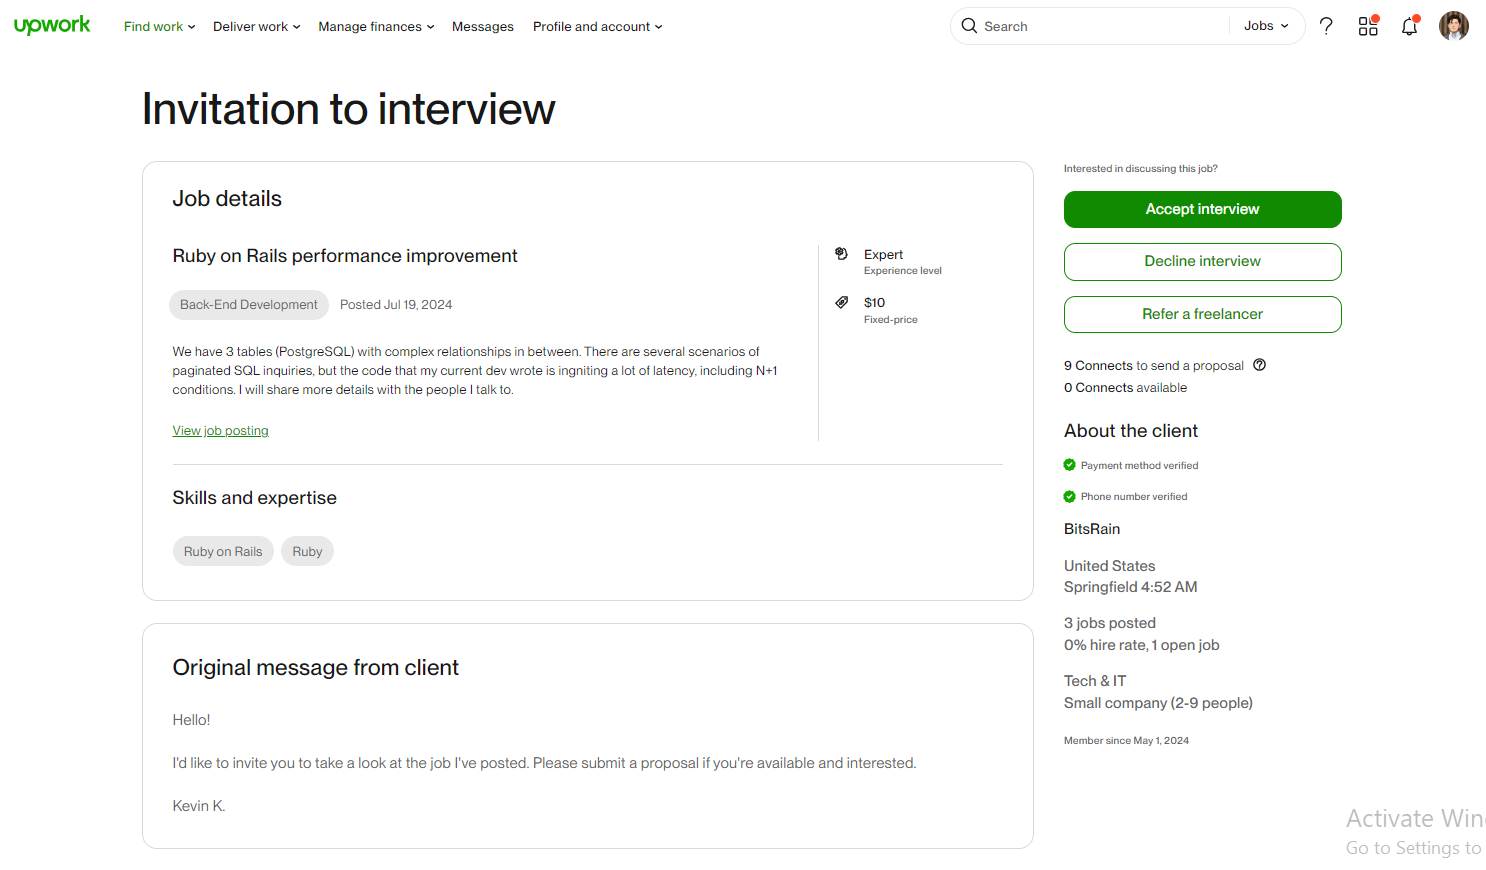 upwork
Find work
Deliver work
Manage finances
Messages
Profile and account
Search
Jobs
Invitation to interview
Job details
Ruby on Rails performance improvement
Back-End Development
Posted Jul 19, 2024
We have 3 tables (PostgreSQL) with complex relationships in between. There are several scenarios of
paginated SQL inquiries, but the code that my current dev wrote is ingniting a lot of latency, including N+1
conditions. I will share more details with the people I talk to.
View job posting
Expert
Experience level
$10
Fixed-price
Skills and expertise
Ruby on Rails
Ruby
Original message from client
Hello!
I'd like to invite you to take a look at the job I've posted. Please submit a proposal if you're available and interested.
Kevin K.
Interested in discussing this job?
Accept interview
Decline interview
Refer a freelancer
9 Connects to send a proposal
0 Connects available
About the client
Payment method verified
Phone number verified
BitsRain
United States
Springfield 4:52 AM
3 jobs posted
0% hire rate, 1 open job
Tech & IT
Small company (2-9 people)
Member since May 1, 2024
Activate Win
Go to Settings to